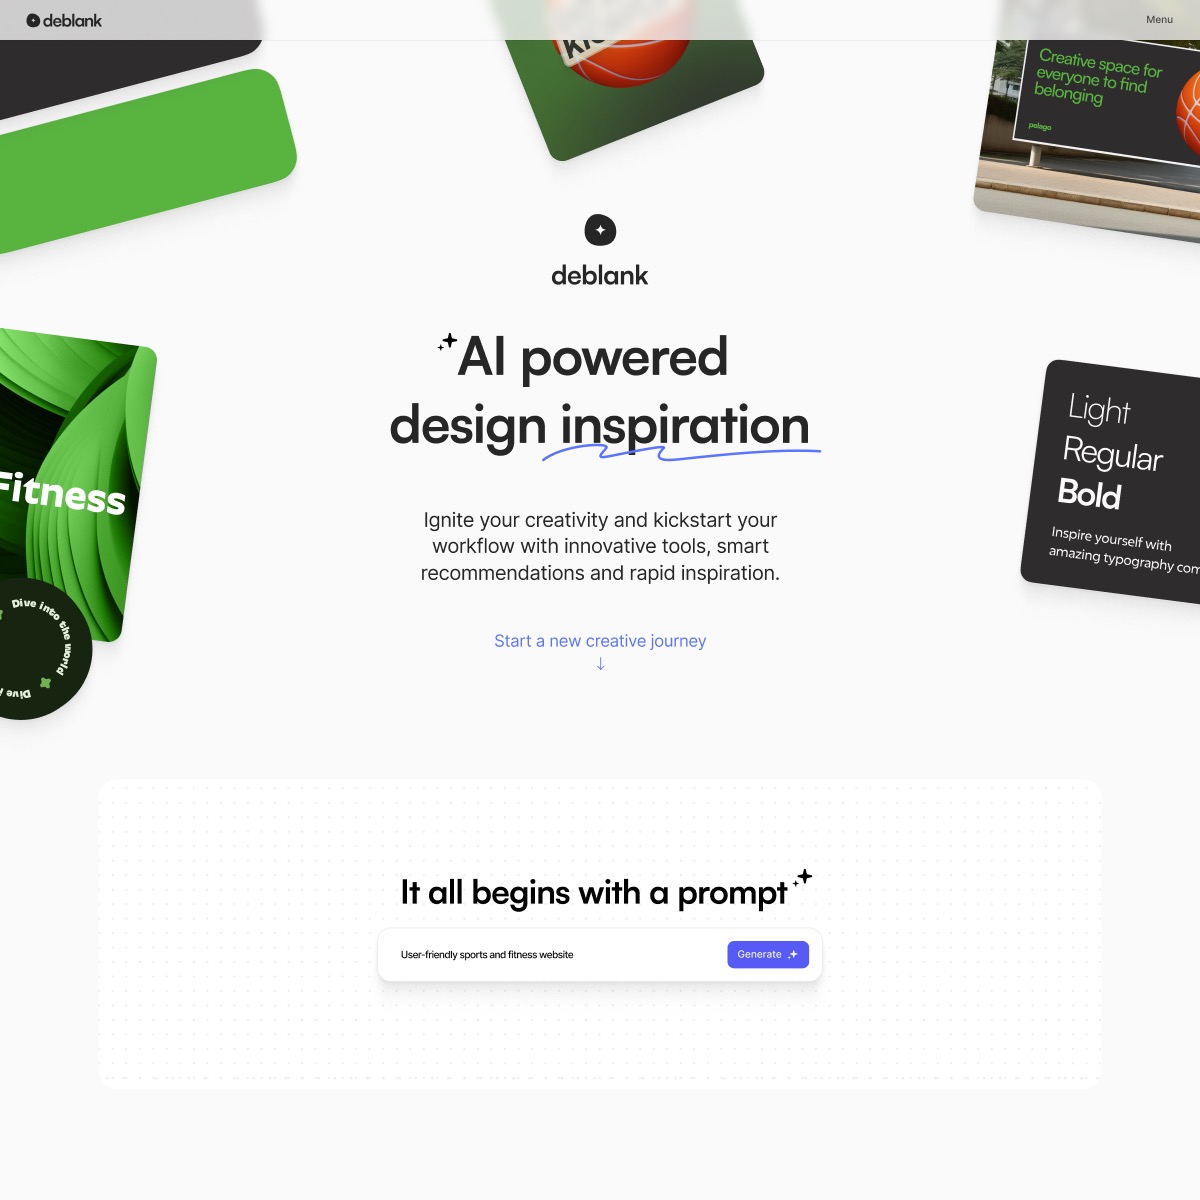 deblank
Menu
Creative space for
everyone to find
belonging
pelago
deblank
AI powered
design inspiration
Fitness
Light
Regular
Bold
Inspire yourself with
amazing typography
Ignite your creativity and kickstart your
workflow with innovative tools, smart
recommendations and rapid inspiration.
Dive into the world
Dive
Start a new creative journey
↓
It all begins with a prompt
User-friendly sports and fitness website
Generate